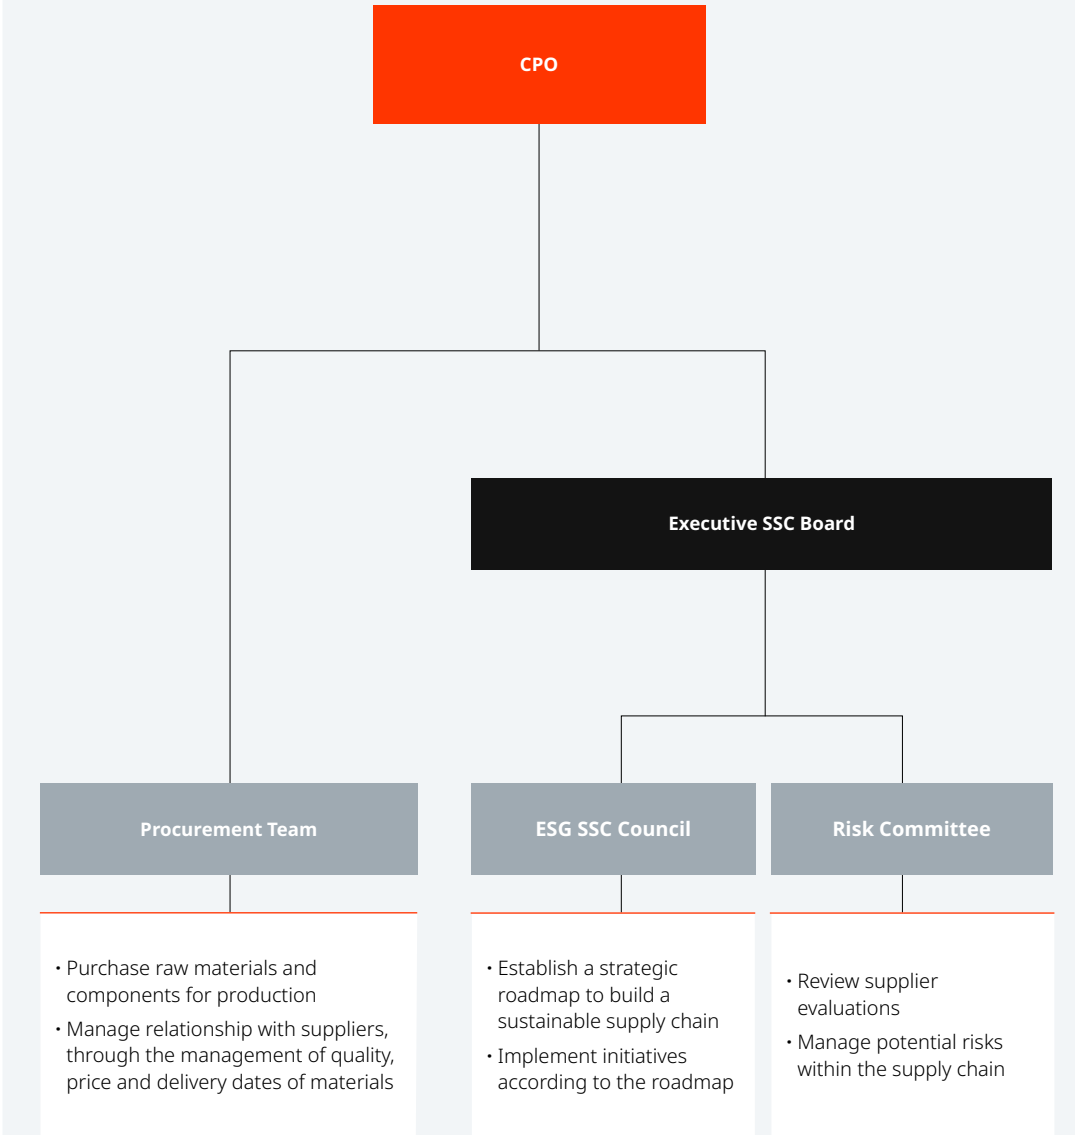 CPO
Executive SSC Board
Procurement Team
ESG SSC Council
Risk Committee
• Purchase raw materials and
components for production
• Manage relationship with suppliers,
through the management of quality,
price and delivery dates of materials
• Establish a strategic
roadmap to build a
sustainable supply chain
• Implement initiatives
according to the roadmap
• Review supplier
evaluations
• Manage potential risks
within the supply chain